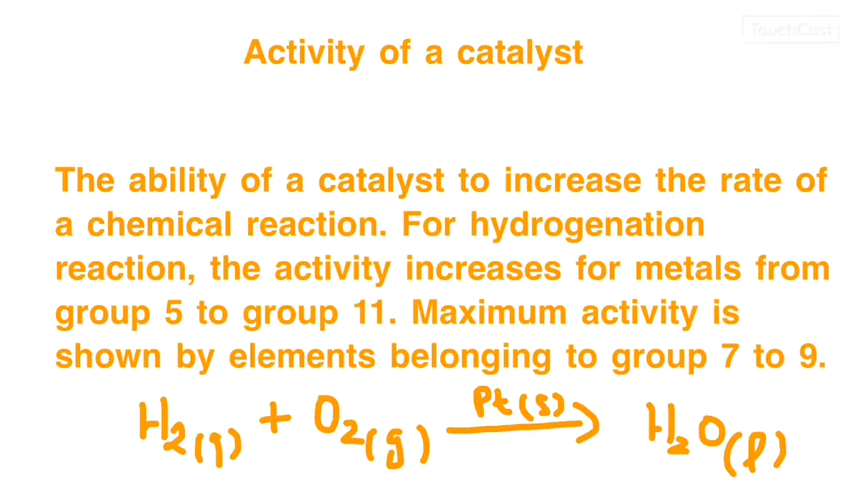 TouchCast
Activity of a catalyst
The ability of a catalyst to increase the rate of
a chemical reaction. For hydrogenation
reaction, the activity increases for metals from
group 5 to group 11. Maximum activity is
shown by elements belonging to group 7 to 9.
H₂(g) + O₂(g) Pt(s) → H₂O(l)